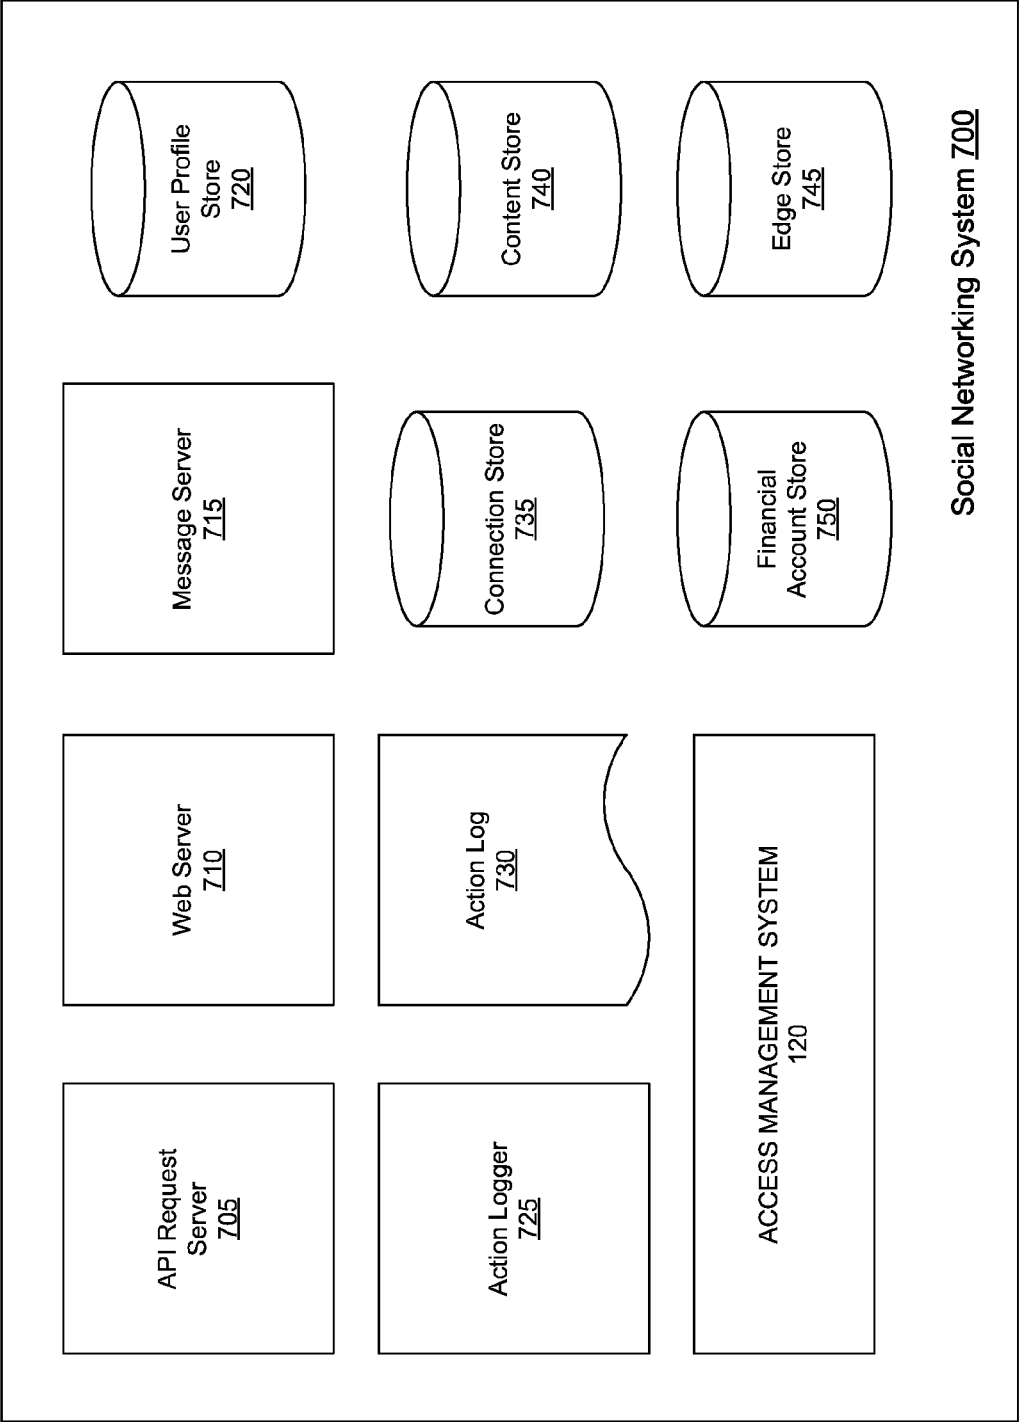 API Request
Server
705
Web Server
710
Message Server
715
User Profile
Store
720
Action Logger
725
Action Log
730
Connection Store
735
Content Store
740
ACCESS MANAGEMENT SYSTEM
120
Financial
Account Store
750
Edge Store
745
Social Networking System 700